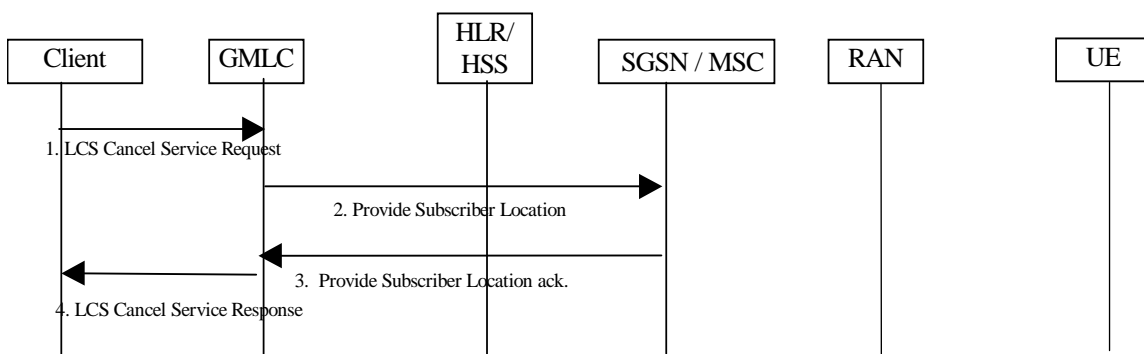 Client
GMLC
HLR/
HSS
SGSN / MSC
RAN
UE
1. LCS Cancel Service Request
2. Provide Subscriber Location
3. Provide Subscriber Location ack.
4. LCS Cancel Service Response